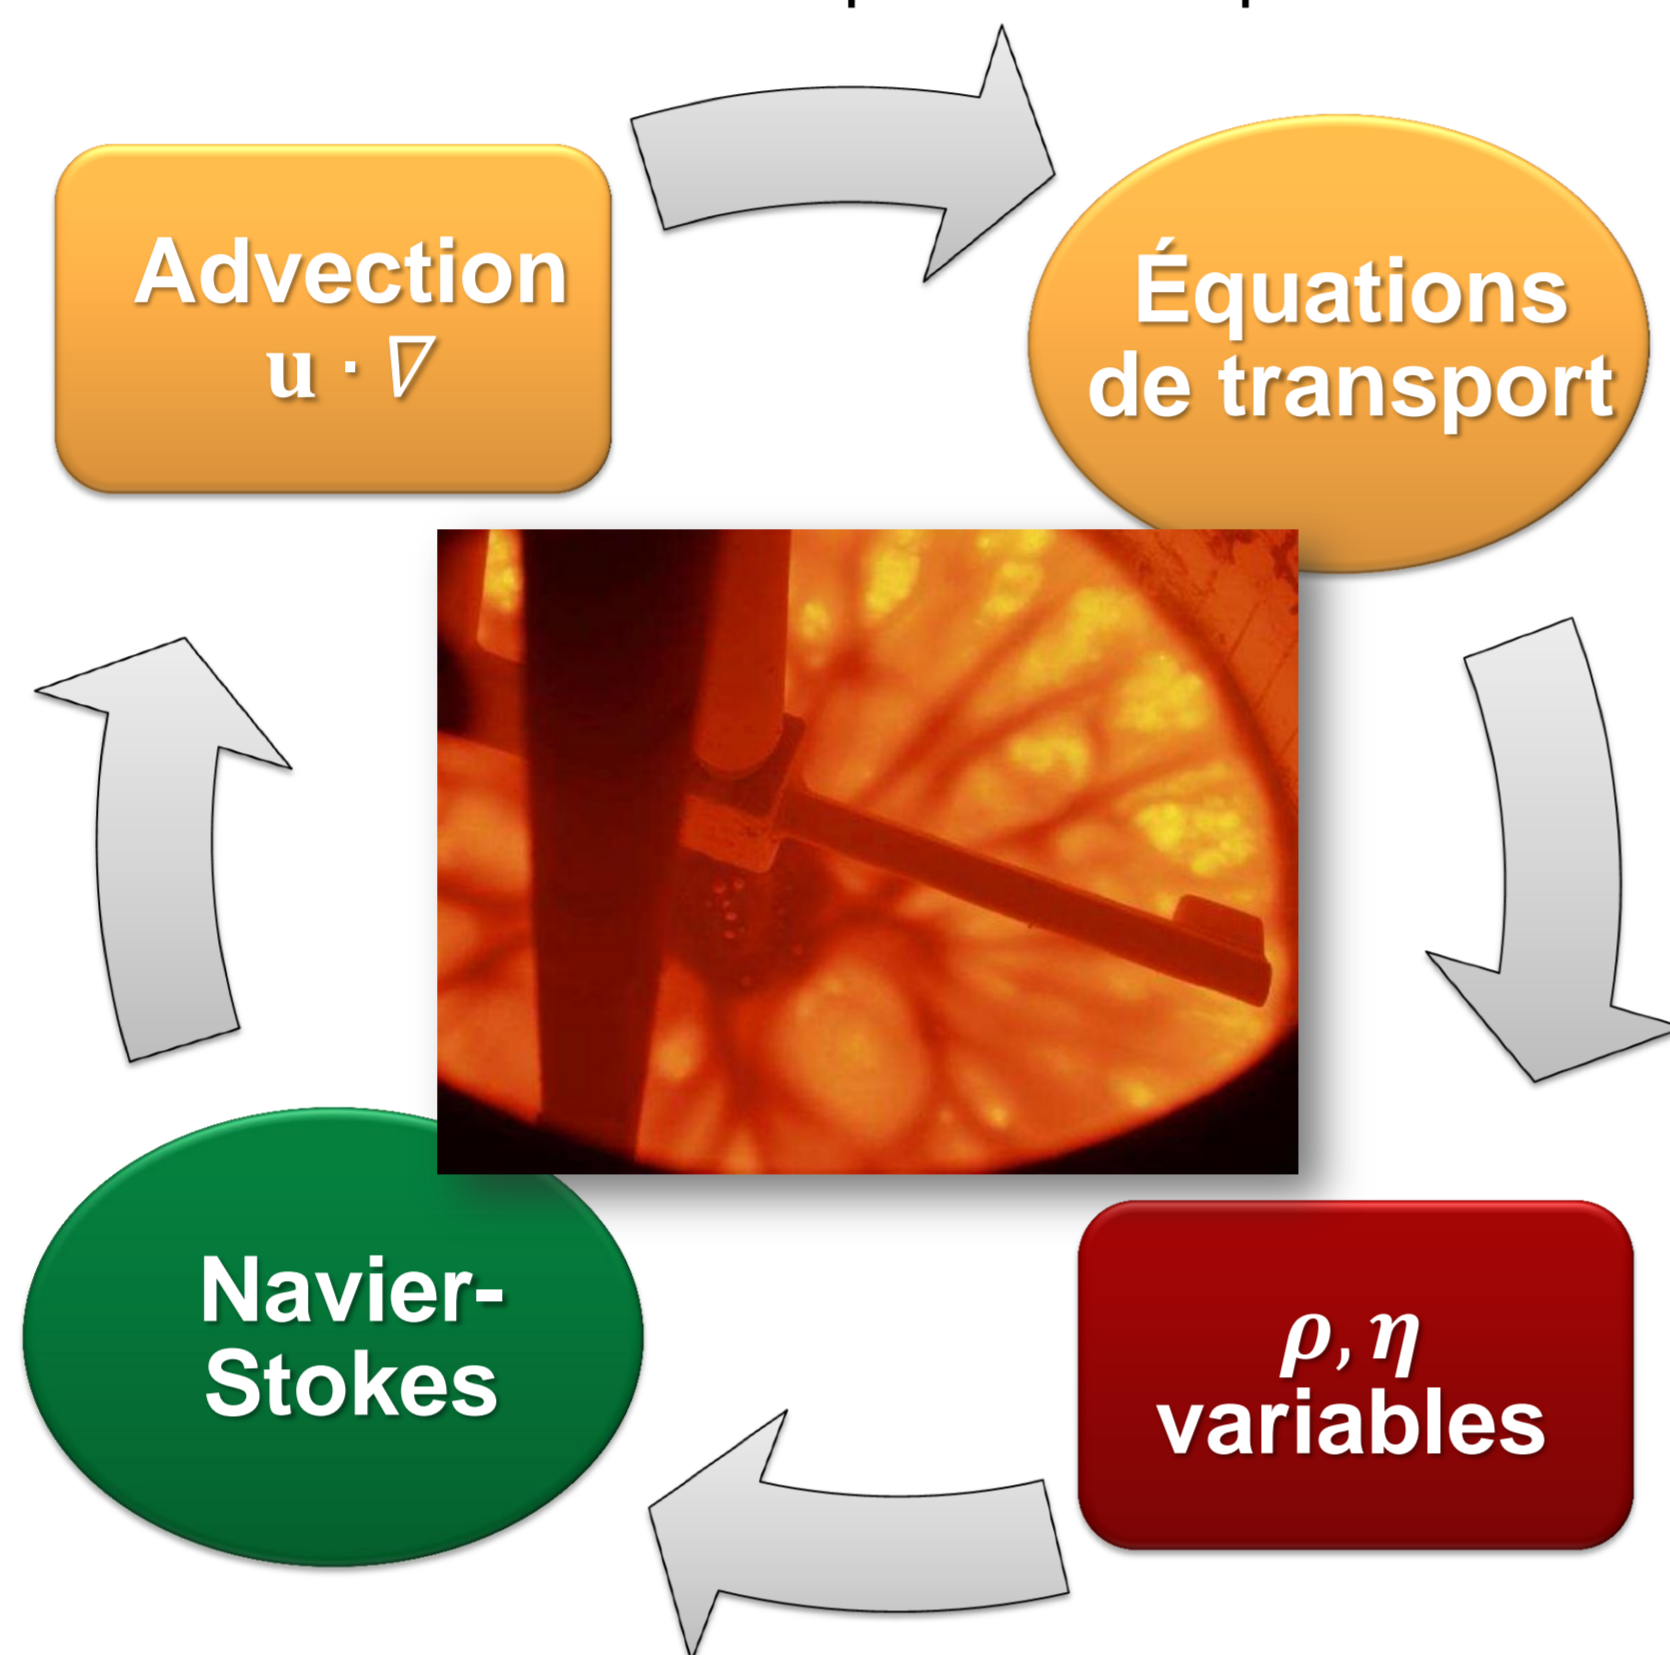 Advection
𝐮 · ∇
Équations
de transport
Navier-
Stokes
ρ, η
variables